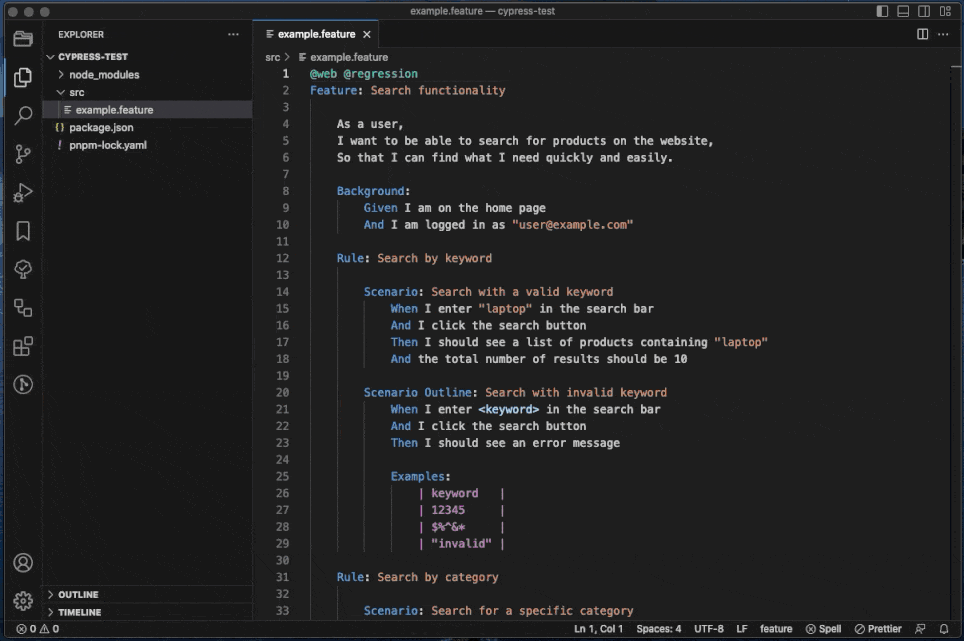 example.feature — cypress-test
EXPLORER
CYPRESS-TEST
node_modules
src
example.feature
package.json
pnpm-lock.yaml
OUTLINE
TIMELINE
example.feature
src > example.feature
1 @web @regression
2 Feature: Search functionality
3
4 As a user,
5 I want to be able to search for products on the website,
6 So that I can find what I need quickly and easily.
7
8 Background:
9 Given I am on the home page
10 And I am logged in as "user@example.com"
11
12 Rule: Search by keyword
13
14 Scenario: Search with a valid keyword
15 When I enter "laptop" in the search bar
16 And I click the search button
17 Then I should see a list of products containing "laptop"
18 And the total number of results should be 10
19
20 Scenario Outline: Search with invalid keyword
21 When I enter <keyword> in the search bar
22 And I click the search button
23 Then I should see an error message
24
25 Examples:
26 | keyword |
27 | 12345 |
28 | $%^&* |
29 | "invalid" |
30
31 Rule: Search by category
32
33 Scenario: Search for a specific category
0 0
Ln 1, Col 1 Spaces: 4 UTF-8 LF feature Spell Prettier